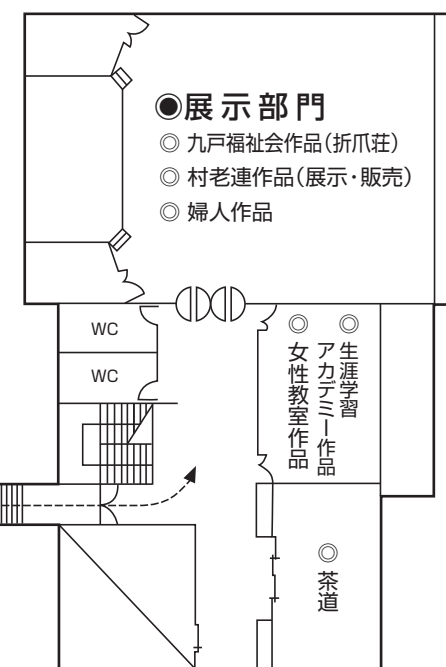 ◉展示部門
◎ 九戸福祉会作品(折爪荘)
◎ 村老連作品(展示・販売)
◎ 婦人作品
WC
WC
◎ 生涯学習
アカデミー作品
◎ 女性教室作品
◎ 茶道